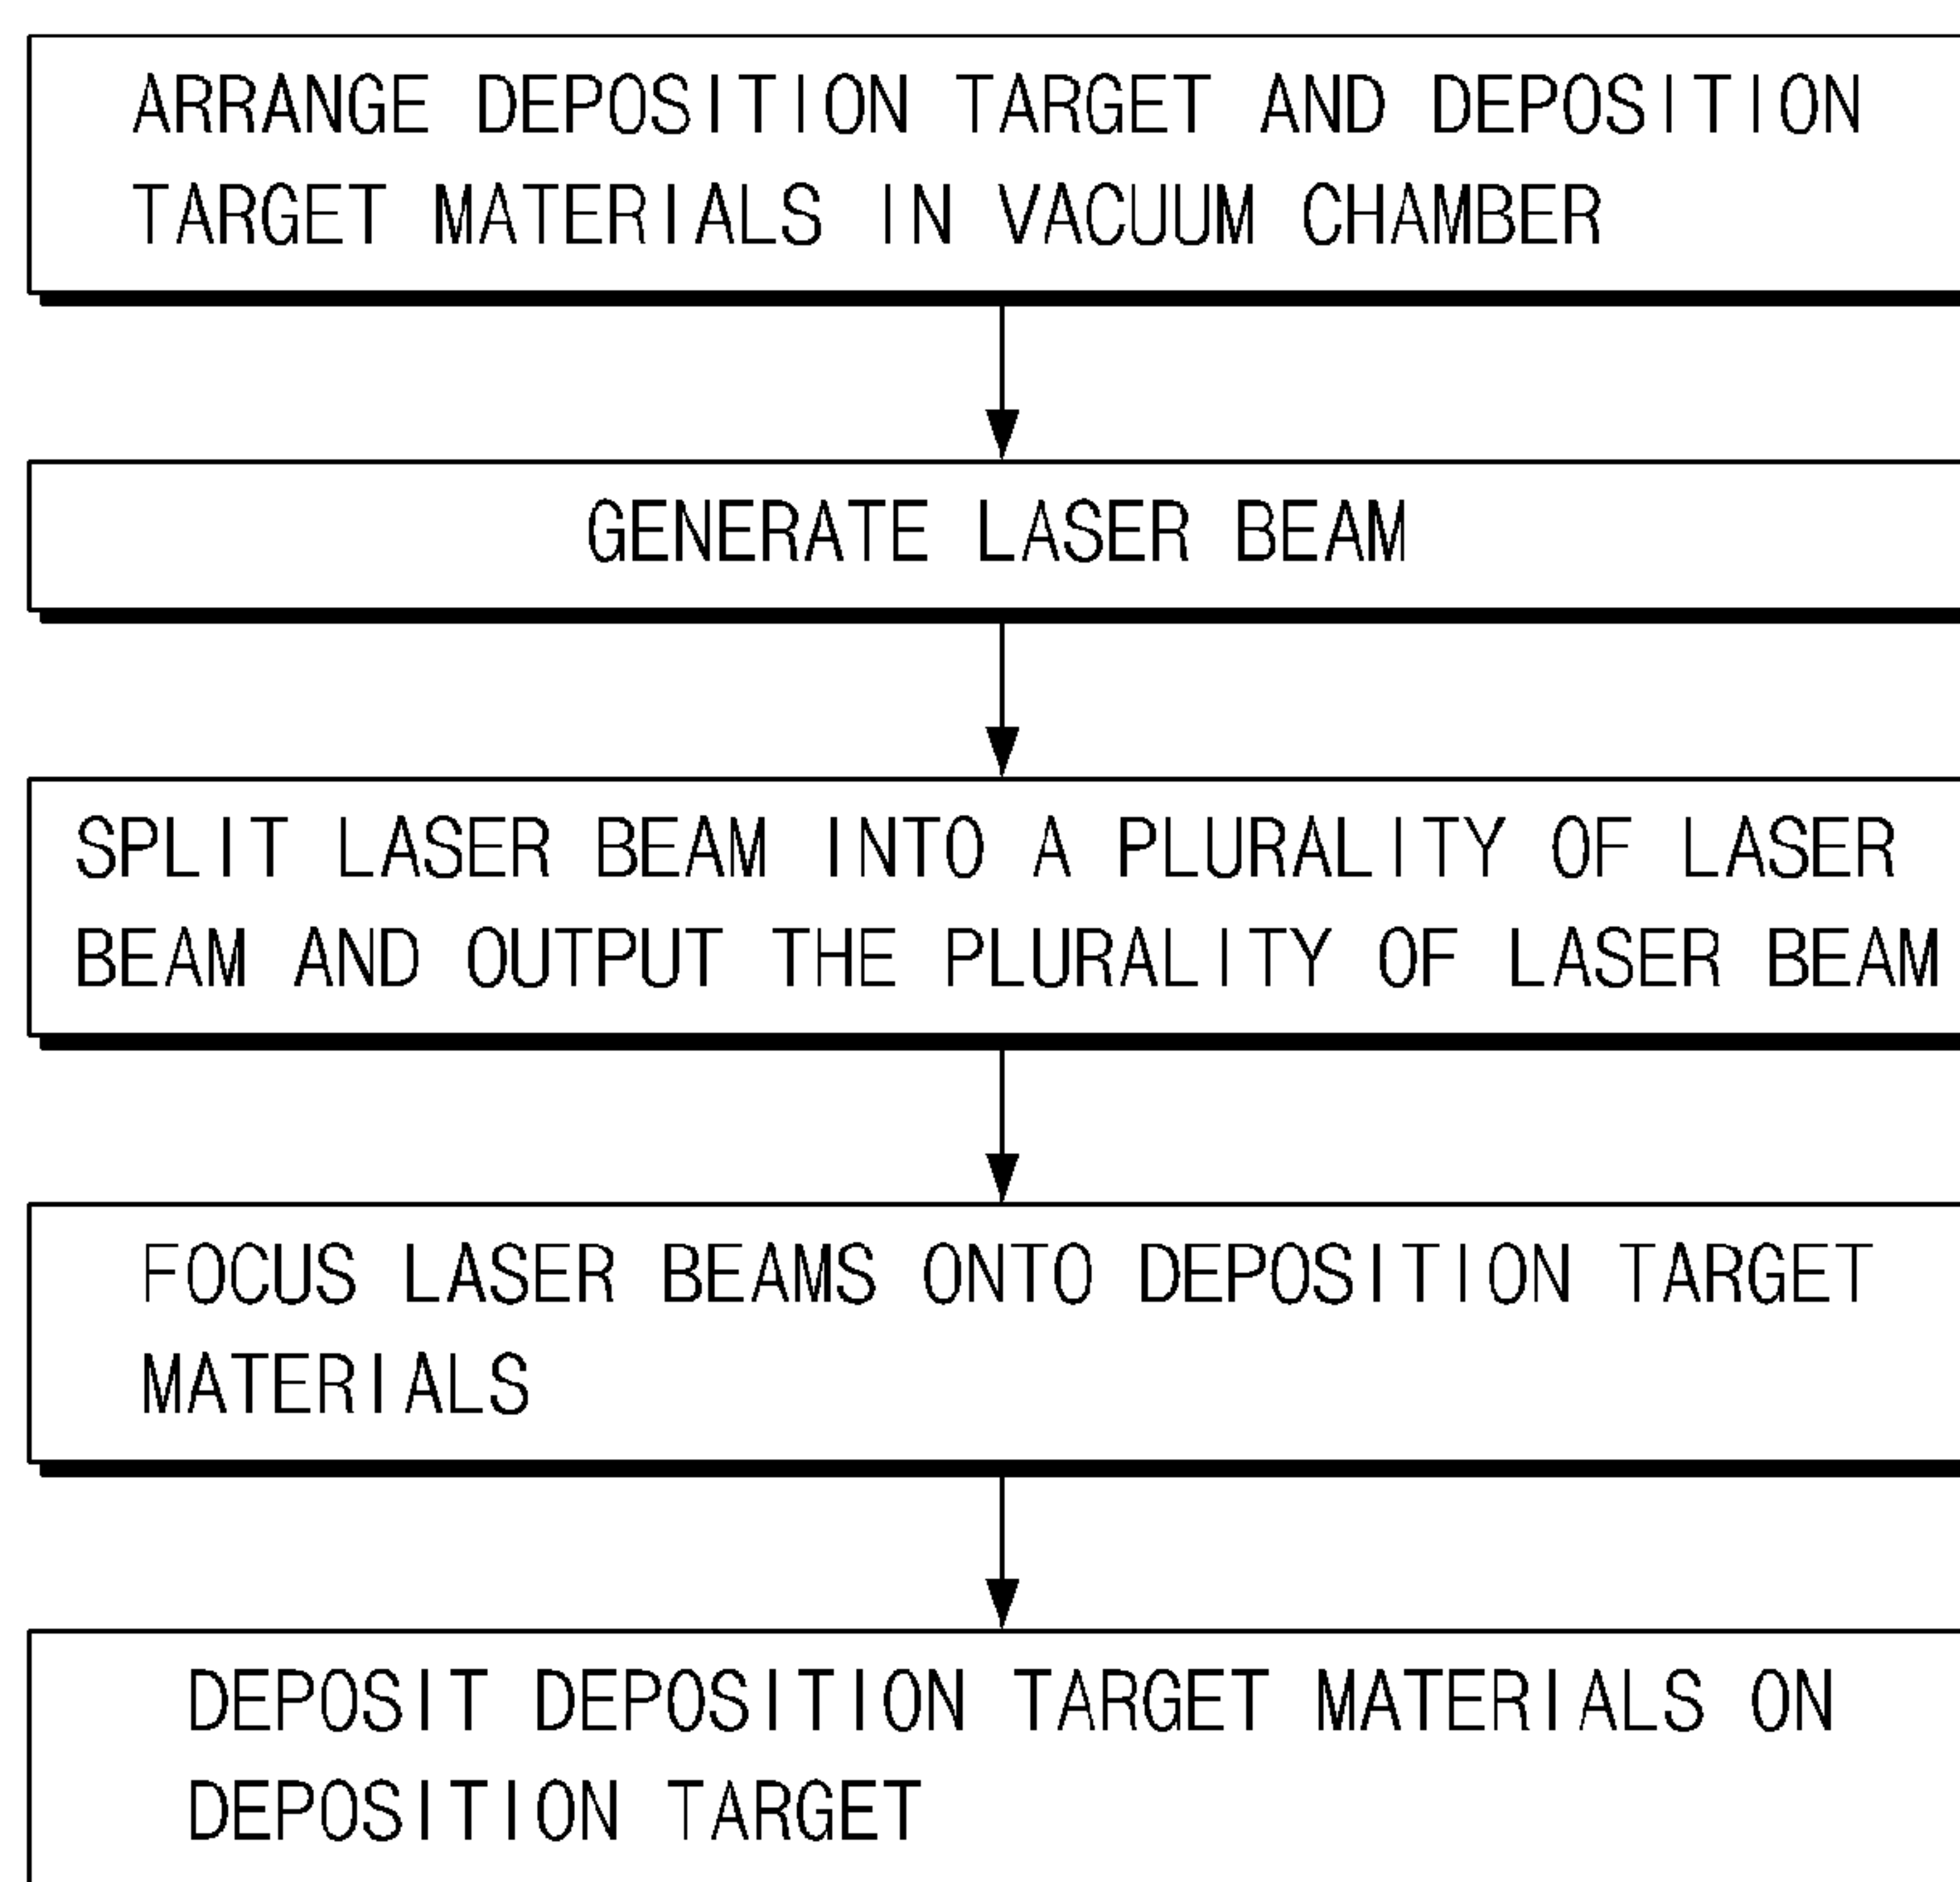 ARRANGE DEPOSITION TARGET AND DEPOSITION
TARGET MATERIALS IN VACUUM CHAMBER
GENERATE LASER BEAM
SPLIT LASER BEAM INTO A PLURALITY OF LASER
BEAM AND OUTPUT THE PLURALITY OF LASER BEAM
FOCUS LASER BEAMS ONTO DEPOSITION TARGET
MATERIALS
DEPOSIT DEPOSITION TARGET MATERIALS ON
DEPOSITION TARGET